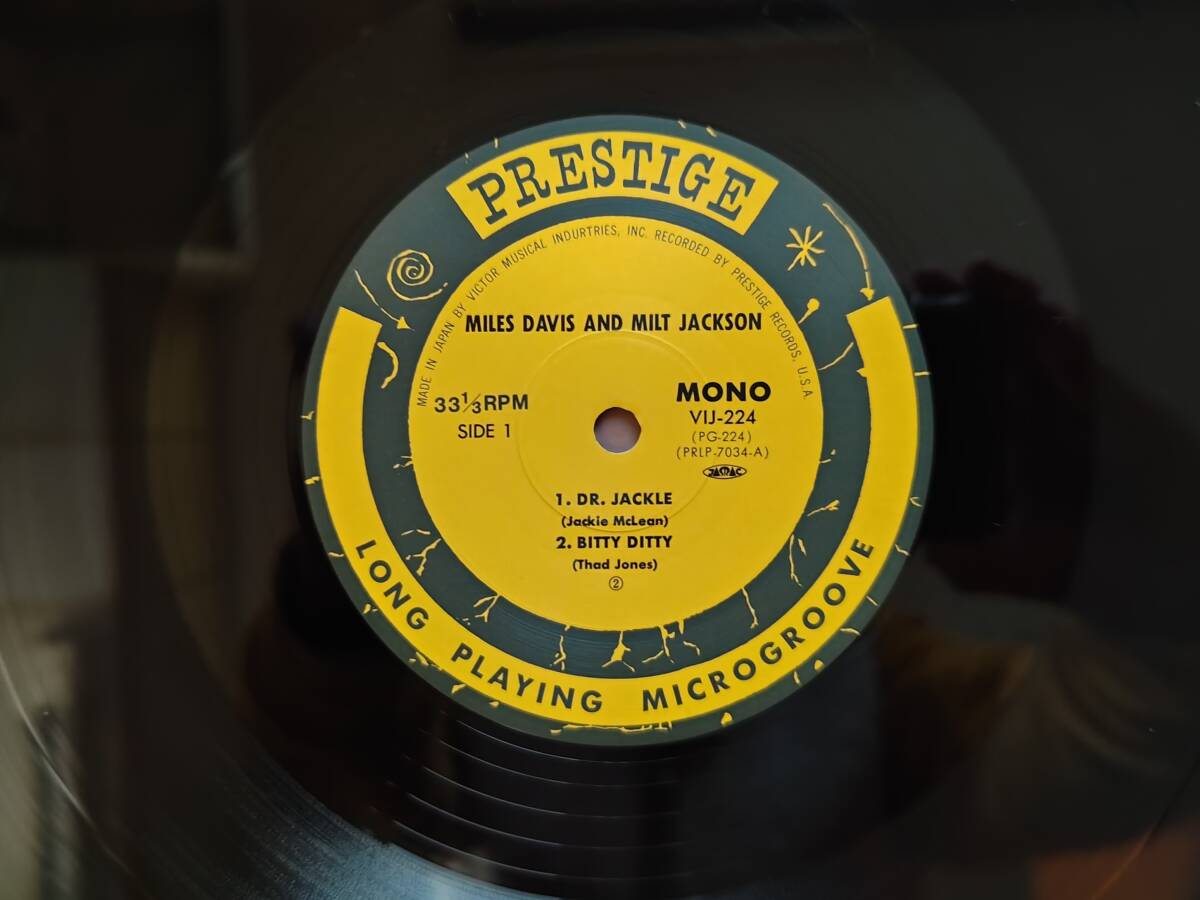 PRESTIGE
MADE IN JAPAN BY VICTOR MUSICAL INDURTRIES, INC. RECORDED BY PRESTIGE RECORDS, U.S.A.
MILES DAVIS AND MILT JACKSON
33⅓RPM
SIDE 1
MONO
VIJ-224
(PG-224)
(PRLP-7034-A)
JASRAC
1. DR. JACKLE
(Jackie McLean)
2. BITTY DITTY
(Thad Jones)
②
LONG PLAYING MICROGROOVE